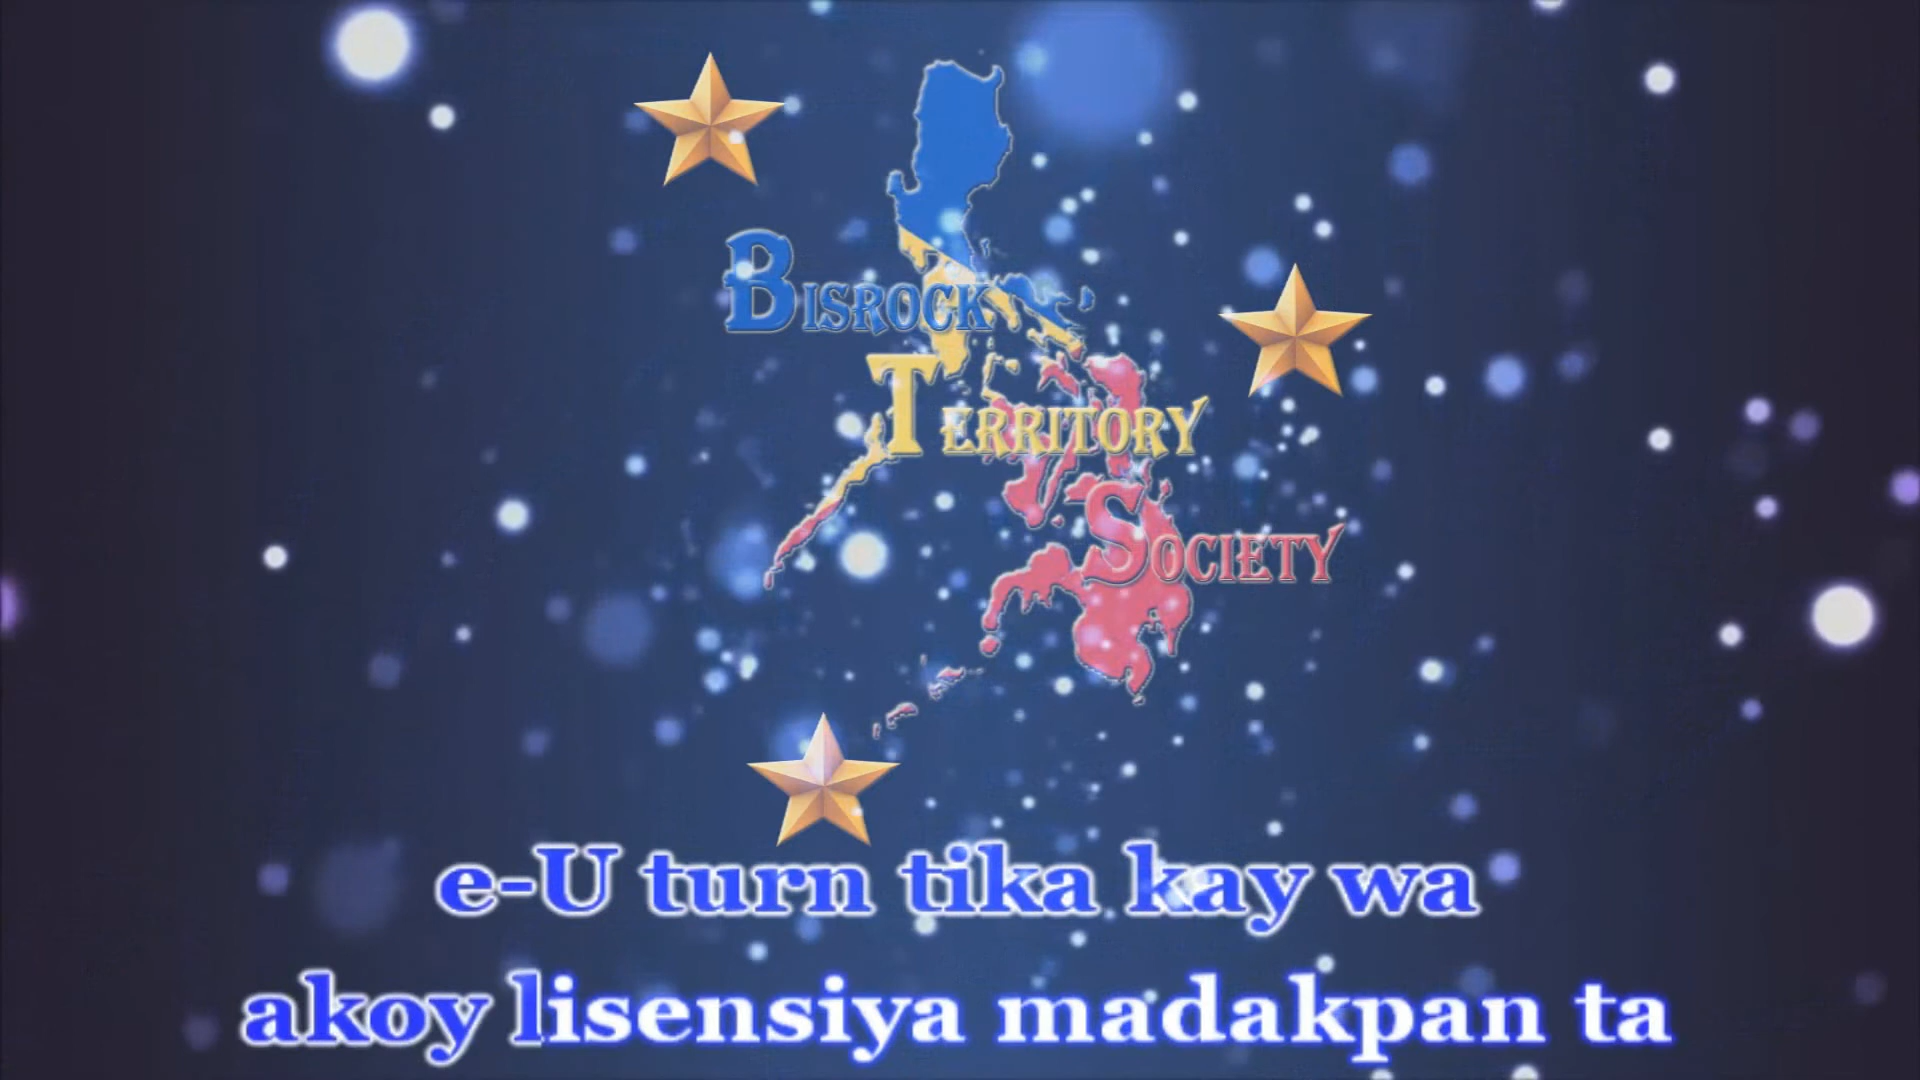 BISROCK
TERRITORY
SOCIETY
e-U turn tika kay wa
akoy lisensiya madakpan ta